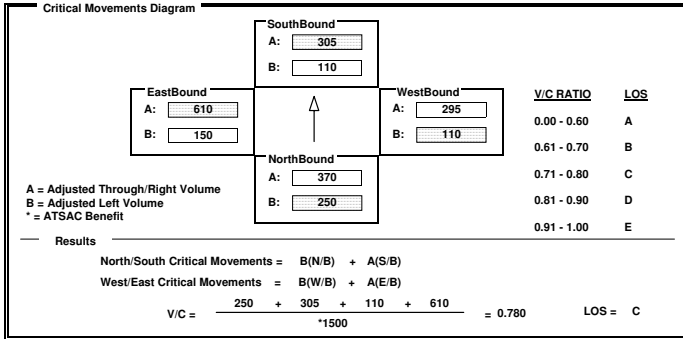 Critical Movements Diagram
SouthBound
A: 305
B: 110
EastBound
A: 610
B: 150
WestBound
A: 295
B: 110
NorthBound
A: 370
B: 250
V/C RATIO LOS
0.00 - 0.60 A
0.61 - 0.70 B
0.71 - 0.80 C
0.81 - 0.90 D
0.91 - 1.00 E
A = Adjusted Through/Right Volume
B = Adjusted Left Volume
* = ATSAC Benefit
Results
North/South Critical Movements = B(N/B) + A(S/B)
West/East Critical Movements = B(W/B) + A(E/B)
250 + 305 + 110 + 610
V/C = = 0.780 LOS = C
*1500